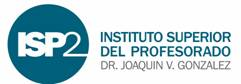 ISP2
INSTITUTO SUPERIOR
DEL PROFESORADO
DR. JOAQUIN V. GONZALEZ